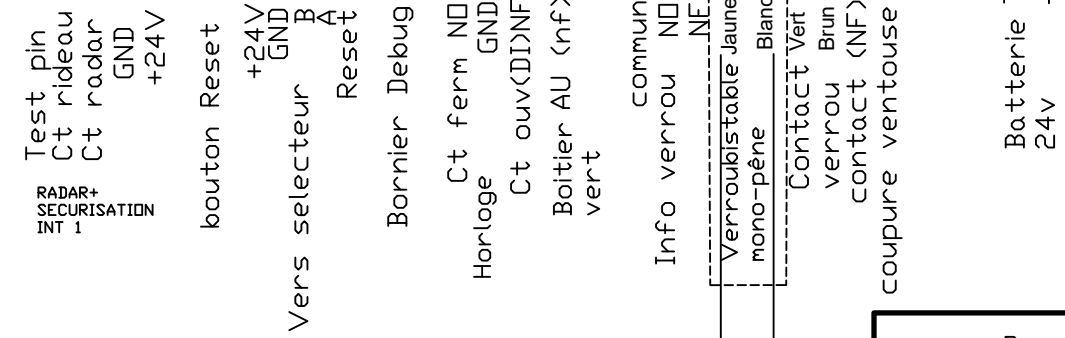 Test pin
Ct rideau
Ct radar
GND
+24V
RADAR+
SECURISATION
INT 1
bouton Reset
+24V
GND
B
A
Vers selecteur
Reset
Bornier Debug
Ct ferm NO
Horloge GND
Ct ouv(DI)NF
Boitier AU (nf)
vert
commun
Info verrou NO
NF
Verroubistable Jaune
mono-pêne Blanc
Contact Vert
verrou Brun
contact (NF)
coupure ventouse
Batterie
24v